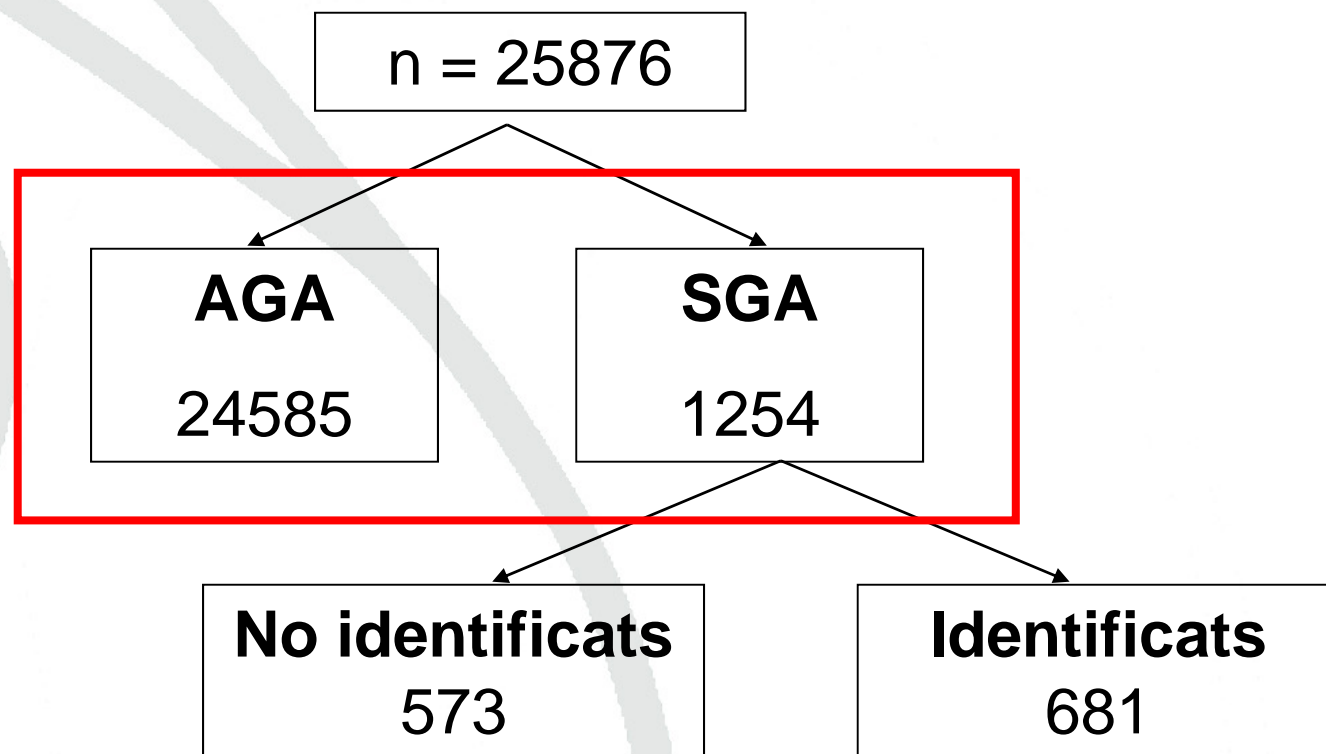 n = 25876
AGA
24585
SGA
1254
No identificats
573
Identificats
681